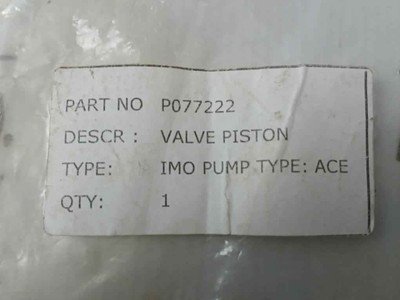 PART NO P077222
DESCR : VALVE PISTON
TYPE: IMO PUMP TYPE: ACE
QTY: 1